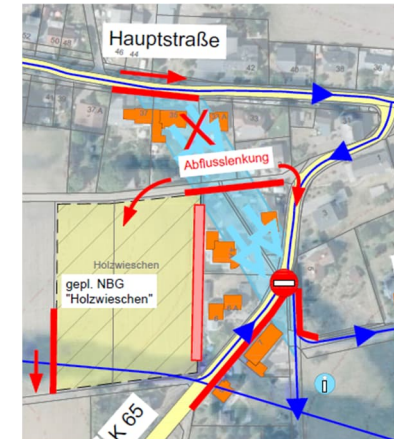 Hauptstraße
46 44
42
37 A
Abflusslenkung
Holzwieschen
gepl. NBG
"Holzwieschen"
K 65